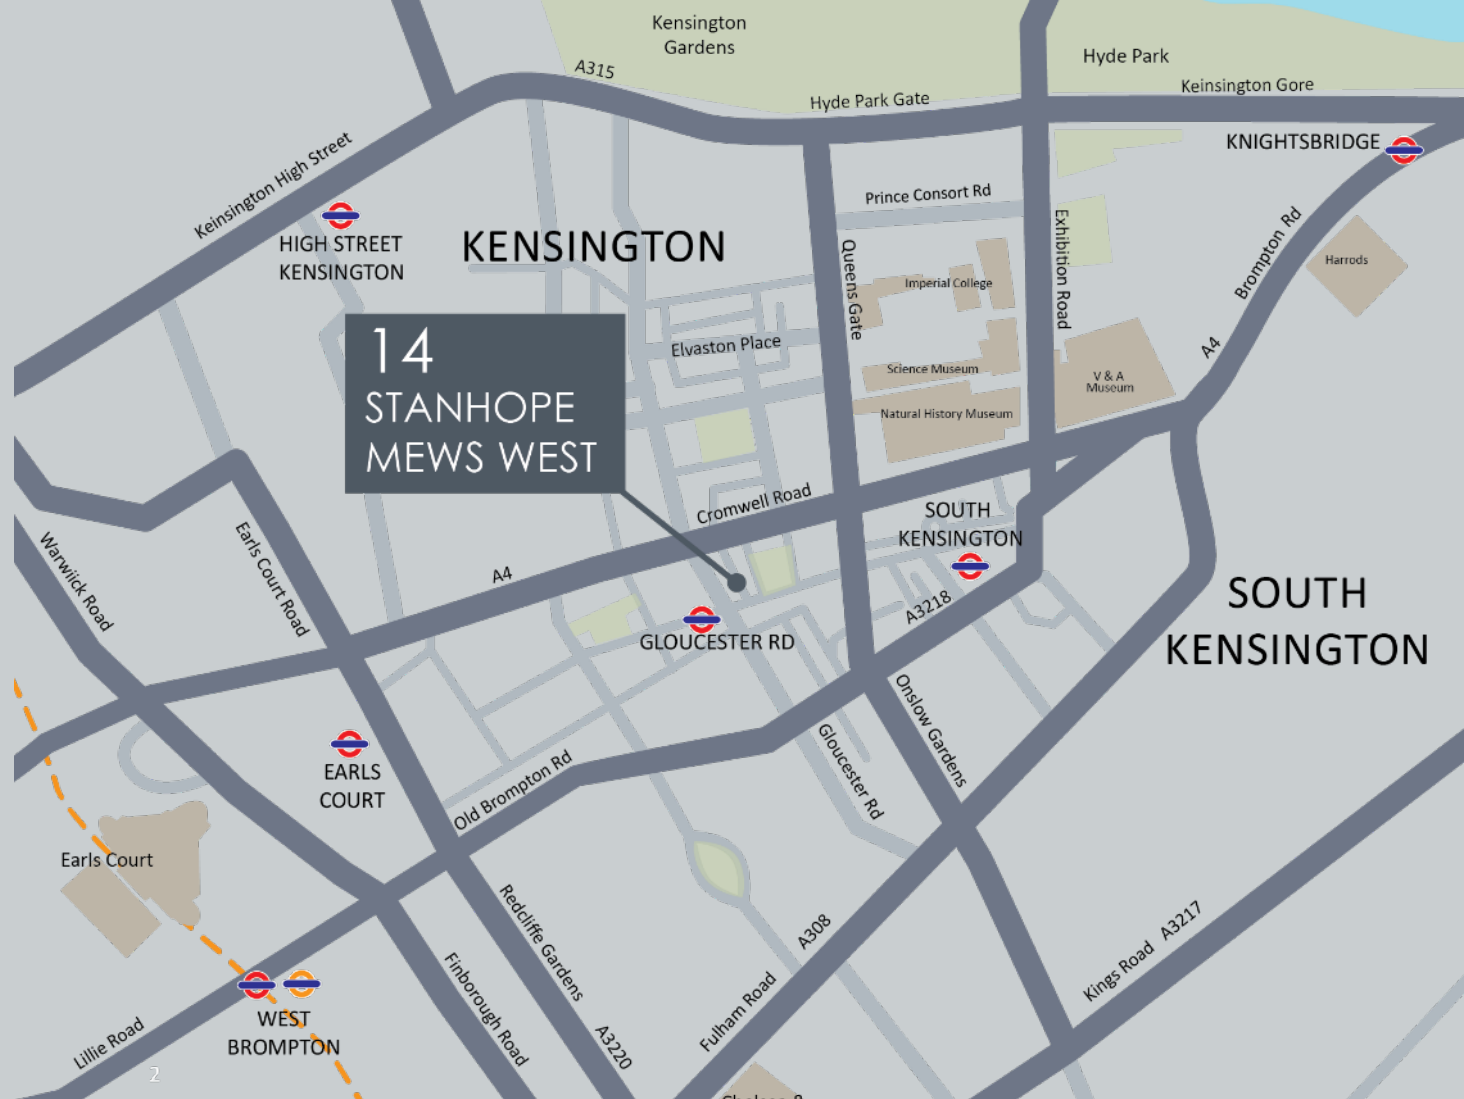 Kensington
Gardens
Hyde Park
A315
Hyde Park Gate
Keinsington Gore
KNIGHTSBRIDGE
Keinsington High Street
Prince Consort Rd
HIGH STREET
KENSINGTON
KENSINGTON
Queens Gate
Exhibition Road
Brompton Rd
Harrods
Imperial College
14
STANHOPE
MEWS WEST
Elvaston Place
A4
Science Museum
V & A
Museum
Natural History Museum
Cromwell Road
SOUTH
KENSINGTON
Warwiick Road
Earls Court Road
A4
A3218
SOUTH
KENSINGTON
GLOUCESTER RD
Onslow Gardens
EARLS
COURT
Old Brompton Rd
Gloucester Rd
Earls Court
Redcliffe Gardens
A308
Kings Road
A3217
Finborough Road
Fulham Road
WEST
BROMPTON
Lillie Road
A3220
2